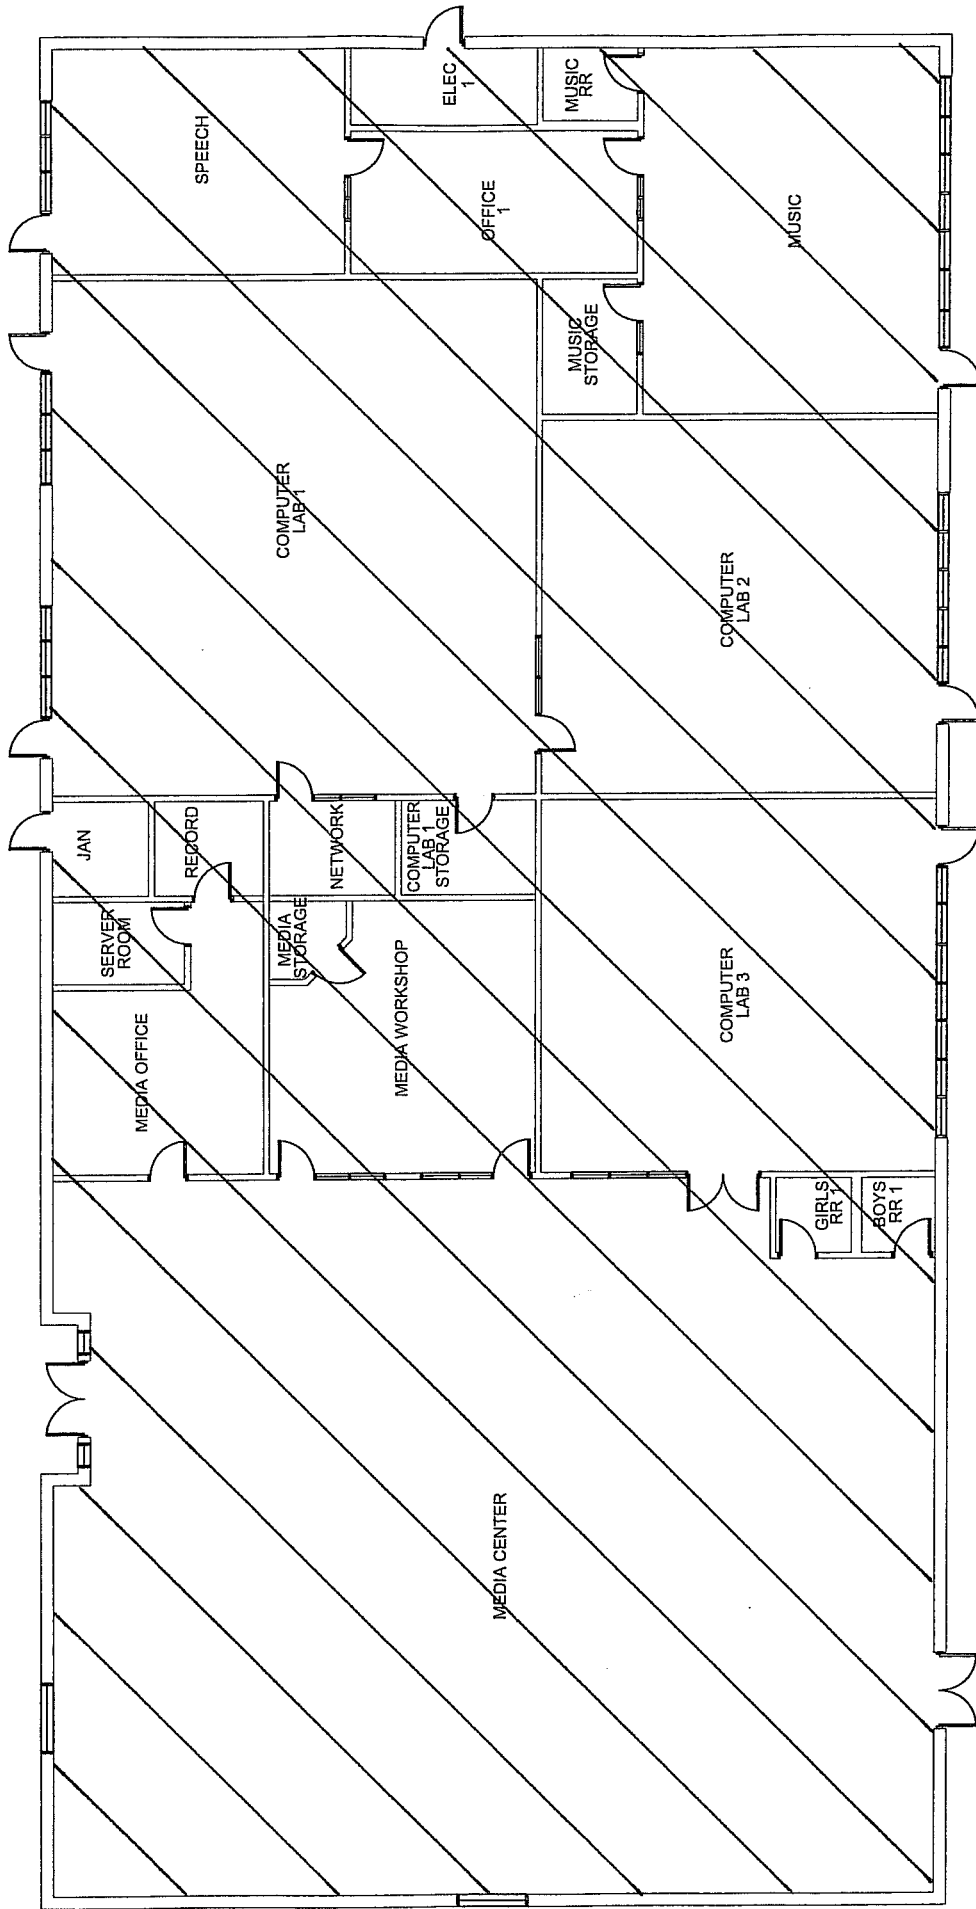 JAN
SERVER
ROOM
MEDIA OFFICE
RECORD
SPEECH
MEDIA
STORAGE
COMPUTER
LAB 1
NETWORK
MEDIA WORKSHOP
COMPUTER
LAB 1
STORAGE
ELEC
1
MEDIA CENTER
OFFICE
1
MUSIC
RR
MUSIC
STORAGE
COMPUTER
LAB 3
COMPUTER
LAB 2
MUSIC
GIRLS
RR 1
BOYS
RR 1